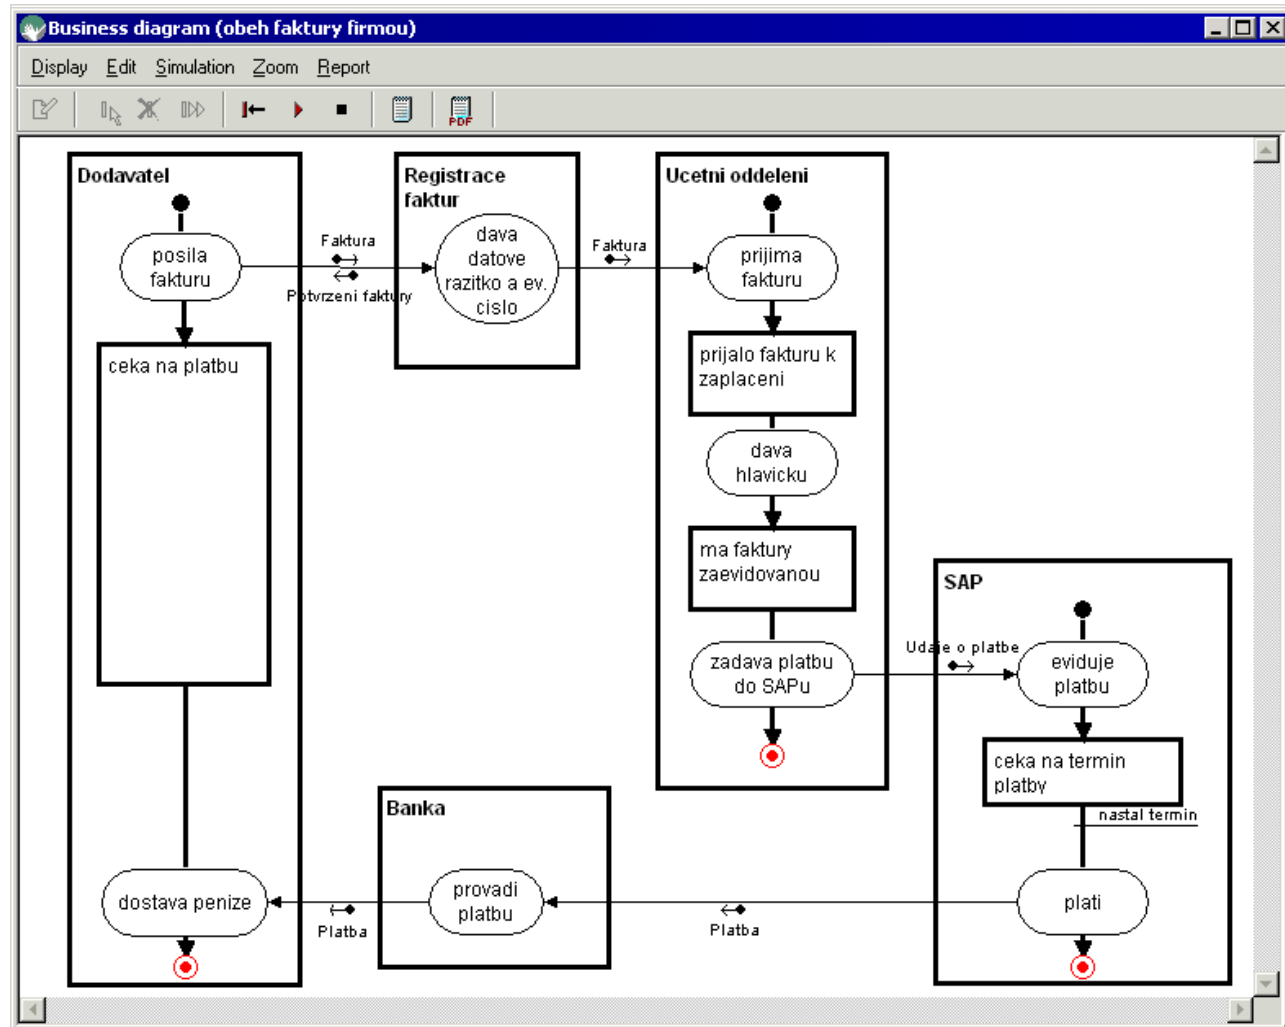 Business diagram (obeh faktury firmou)
Display Edit Simulation Zoom Report
PDF
Dodavatel
posila
fakturu
ceka na platbu
dostava penize
Faktura
Potvrzeni faktury
Registrace
faktur
dava
datove
razitko a ev.
cislo
Faktura
Ucetni oddeleni
prijima
fakturu
prijalo fakturu k
zaplaceni
dava
hlavicku
ma faktury
zaevidovanou
zadava platbu
do SAPu
Udaje o platbe
SAP
eviduje
platbu
ceka na termin
platby
nastal termin
plati
Platba
Banka
provadi
platbu
Platba